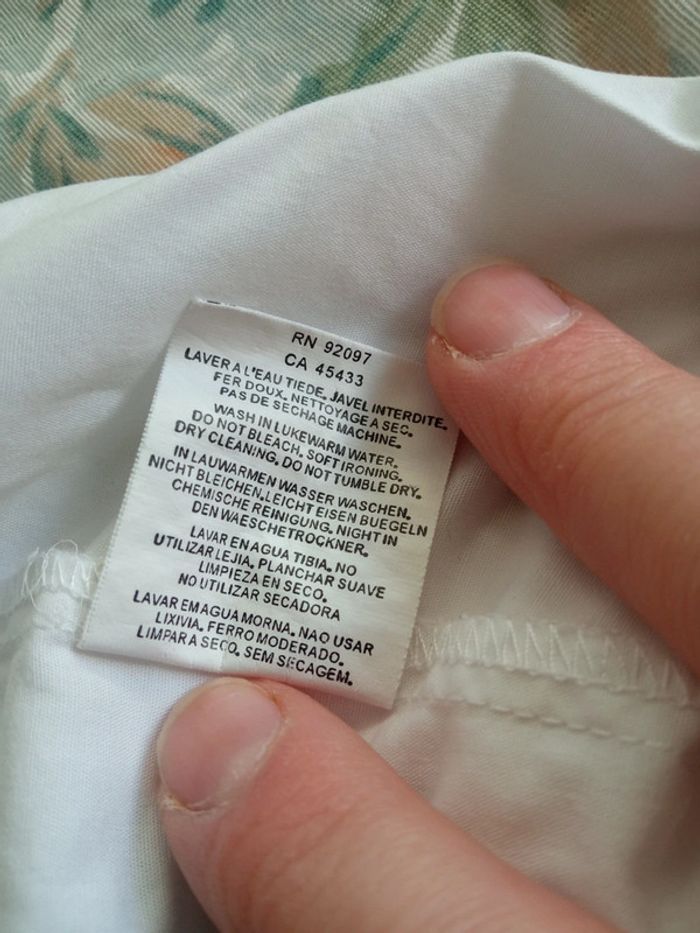 RN 92097
CA 45433
LAVER A L'EAU TIEDE. JAVEL INTERDITE.
FER DOUX. NETTOYAGE A SEC.
PAS DE SECHAGE MACHINE.
WASH IN LUKEWARM WATER.
DO NOT BLEACH. SOFT IRONING.
DRY CLEANING. DO NOT TUMBLE DRY.
IN LAUWARMEN WASSER WASCHEN.
NICHT BLEICHEN.LEICHT EISEN BUEGELN
CHEMISCHE REINIGUNG. NIGHT IN
DEN WAESCHETROCKNER.
LAVAR EN AGUA TIBIA. NO
UTILIZAR LEJIA. PLANCHAR SUAVE
LIMPIEZA EN SECO.
NO UTILIZAR SECADORA
LAVAR EM AGUA MORNA. NAO USAR
LIXIVIA. FERRO MODERADO.
LIMPAR A SECO. SEM SECAGEM.